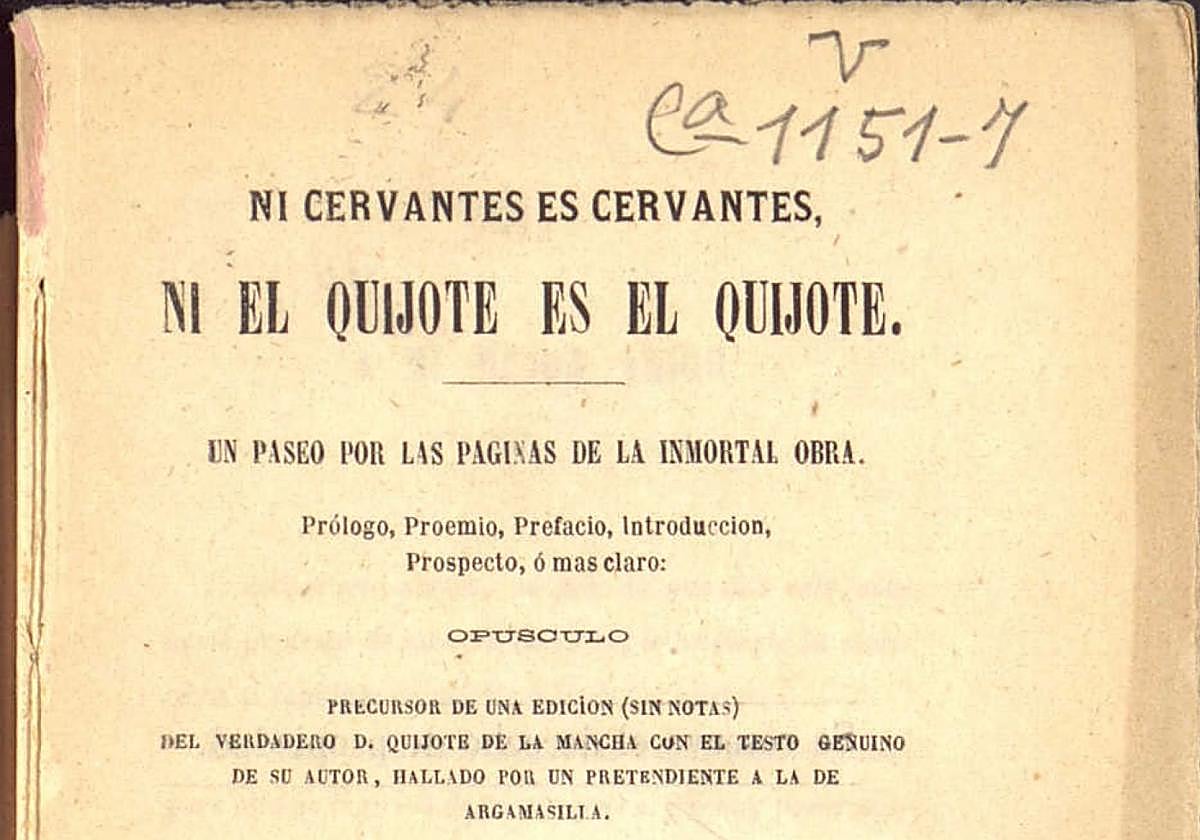 V
Ca 1151-7
NI CERVANTES ES CERVANTES,
NI EL QUIJOTE ES EL QUIJOTE.
UN PASEO POR LAS PAGINAS DE LA INMORTAL OBRA.
Prólogo, Proemio, Prefacio, Introduccion,
Prospecto, ó mas claro:
OPUSCULO
PRECURSOR DE UNA EDICION (SIN NOTAS)
DEL VERDADERO D. QUIJOTE DE LA MANCHA CON EL TESTO GENUINO
DE SU AUTOR, HALLADO POR UN PRETENDIENTE A LA DE
ARGAMASILLA.